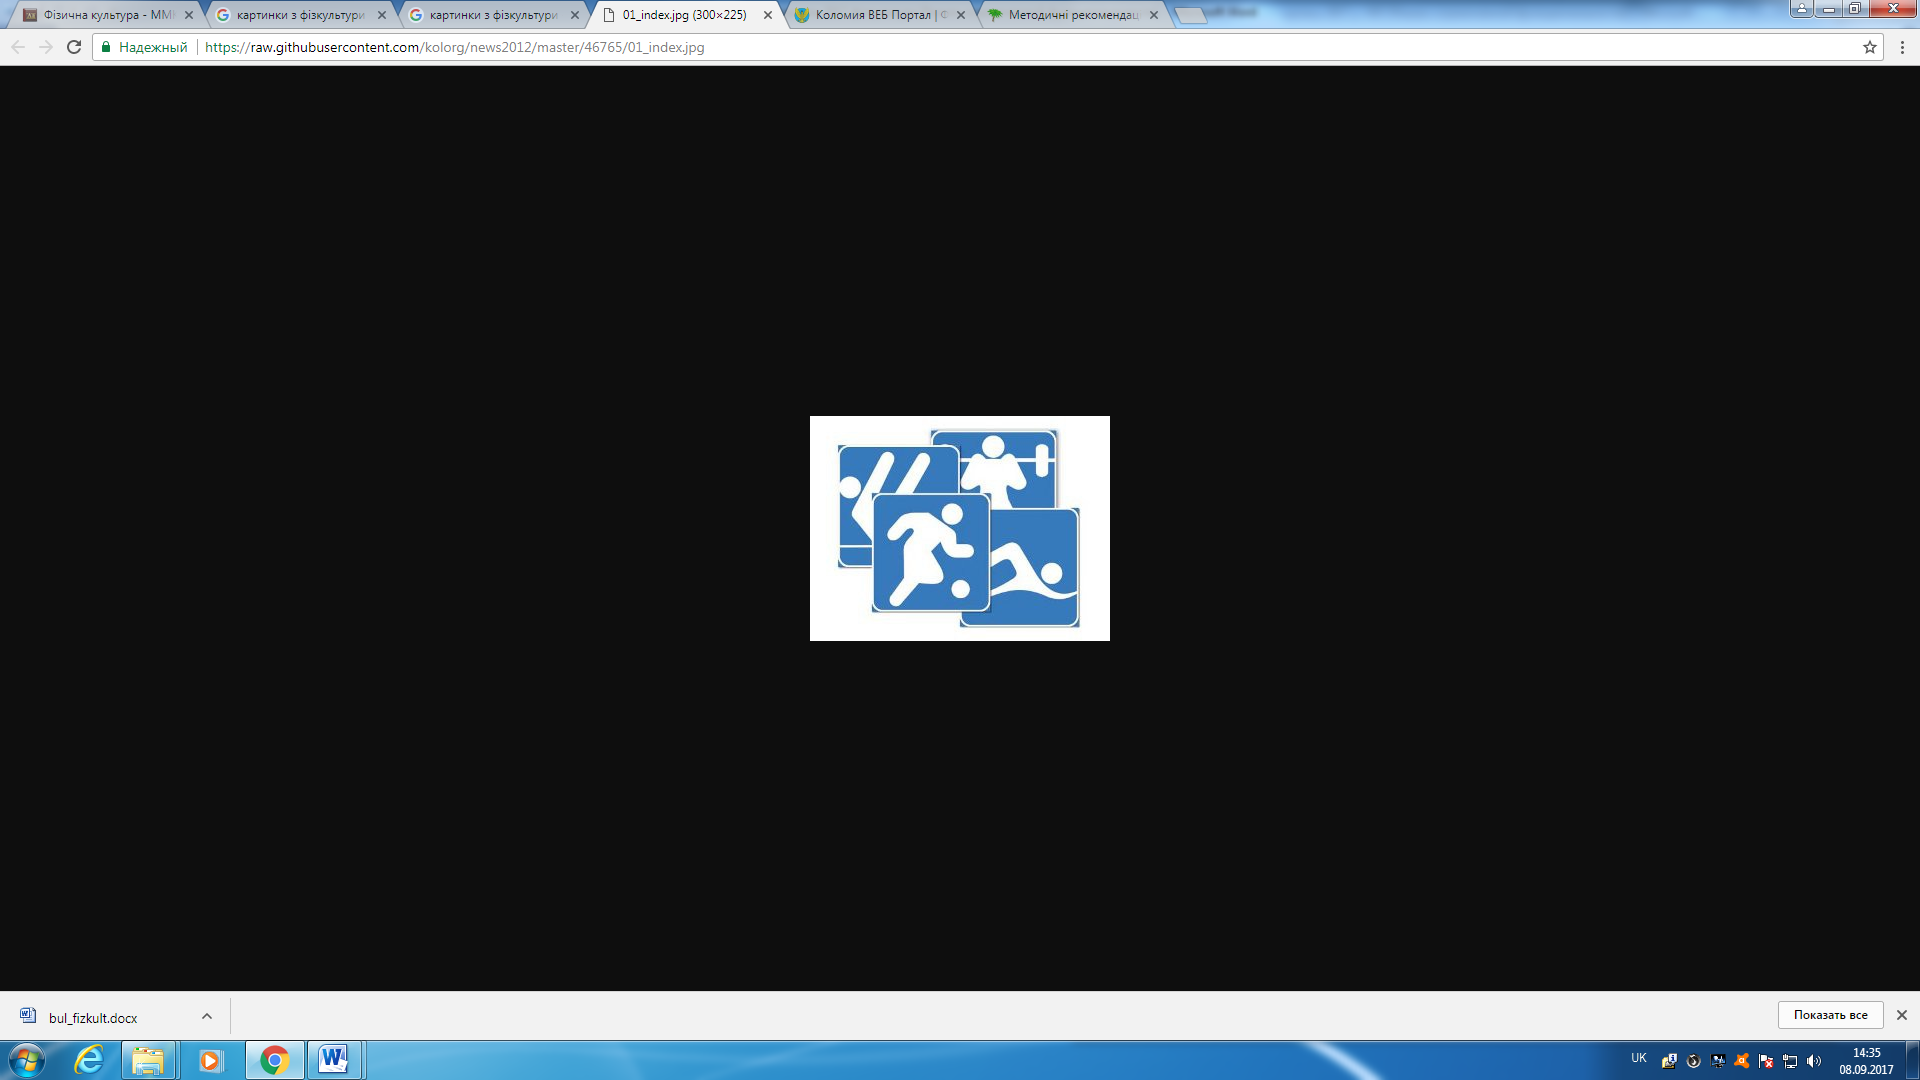 Фізична культура - ММ
картинки з фізкультури
картинки з фізкультури
01_index.jpg (300×225)
Коломия ВЕБ Портал |
Методичні рекомендац
Надежный
https://raw.githubusercontent.com/kolorg/news2012/master/46765/01_index.jpg
bul_fizkult.docx
Показать все
UK
14:35
08.09.2017